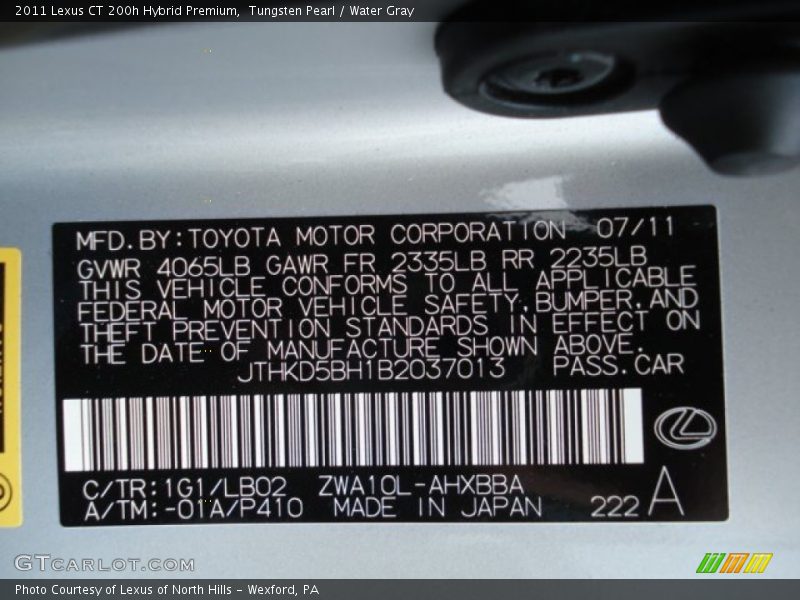 2011 Lexus CT 200h Hybrid Premium,  Tungsten Pearl / Water Gray
MFD.BY:TOYOTA MOTOR CORPORATION 07/11
GVWR 4065LB GAWR FR 2335LB RR 2235LB
THIS VEHICLE CONFORMS TO ALL APPLICABLE
FEDERAL MOTOR VEHICLE SAFETY,BUMPER,AND
THEFT PREVENTION STANDARDS IN EFFECT ON
THE DATE OF MANUFACTURE SHOWN ABOVE.
JTHKD5BH1B2037013 PASS.CAR
C/TR:1G1/LB02 ZWA10L-AHXBBA
A/TM:-01A/P410 MADE IN JAPAN 222 A
GTCARLOT.COM
Photo Courtesy of Lexus of North Hills - Wexford, PA